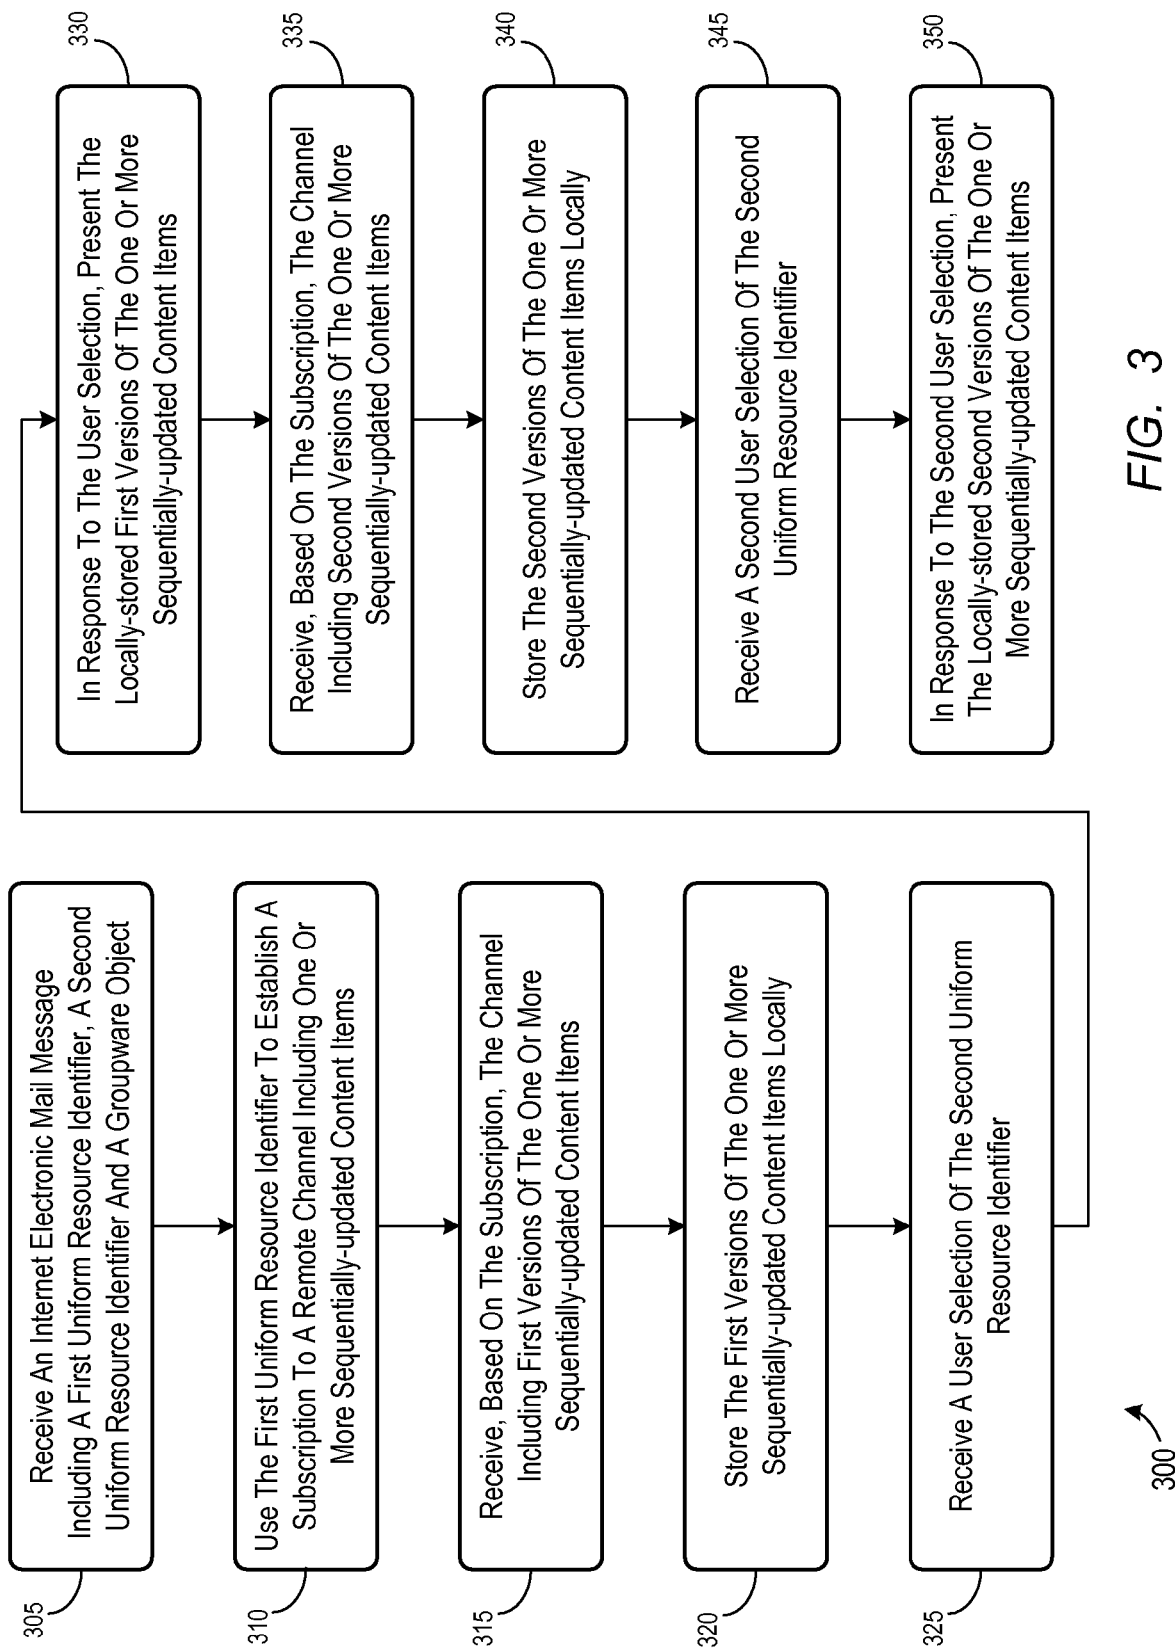 305
Receive An Internet Electronic Mail Message
Including A First Uniform Resource Identifier, A Second
Uniform Resource Identifier And A Groupware Object
310
Use The First Uniform Resource Identifier To Establish A
Subscription To A Remote Channel Including One Or
More Sequentially-updated Content Items
315
Receive, Based On The Subscription, The Channel
Including First Versions Of The One Or More
Sequentially-updated Content Items
320
Store The First Versions Of The One Or More
Sequentially-updated Content Items Locally
325
Receive A User Selection Of The Second Uniform
Resource Identifier
330
In Response To The User Selection, Present The
Locally-stored First Versions Of The One Or More
Sequentially-updated Content Items
335
Receive, Based On The Subscription, The Channel
Including Second Versions Of The One Or More
Sequentially-updated Content Items
340
Store The Second Versions Of The One Or More
Sequentially-updated Content Items Locally
345
Receive A Second User Selection Of The Second
Uniform Resource Identifier
350
In Response To The Second User Selection, Present
The Locally-stored Second Versions Of The One Or
More Sequentially-updated Content Items
300
FIG. 3